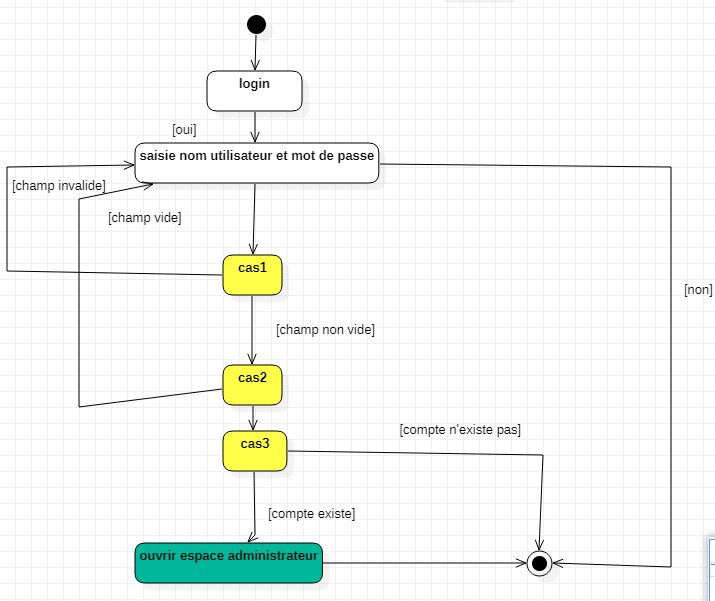 login
[oui]
saisie nom utilisateur et mot de passe
[champ invalide]
[champ vide]
cas1
[non]
[champ non vide]
cas2
[compte n'existe pas]
cas3
[compte existe]
ouvrir espace administrateur